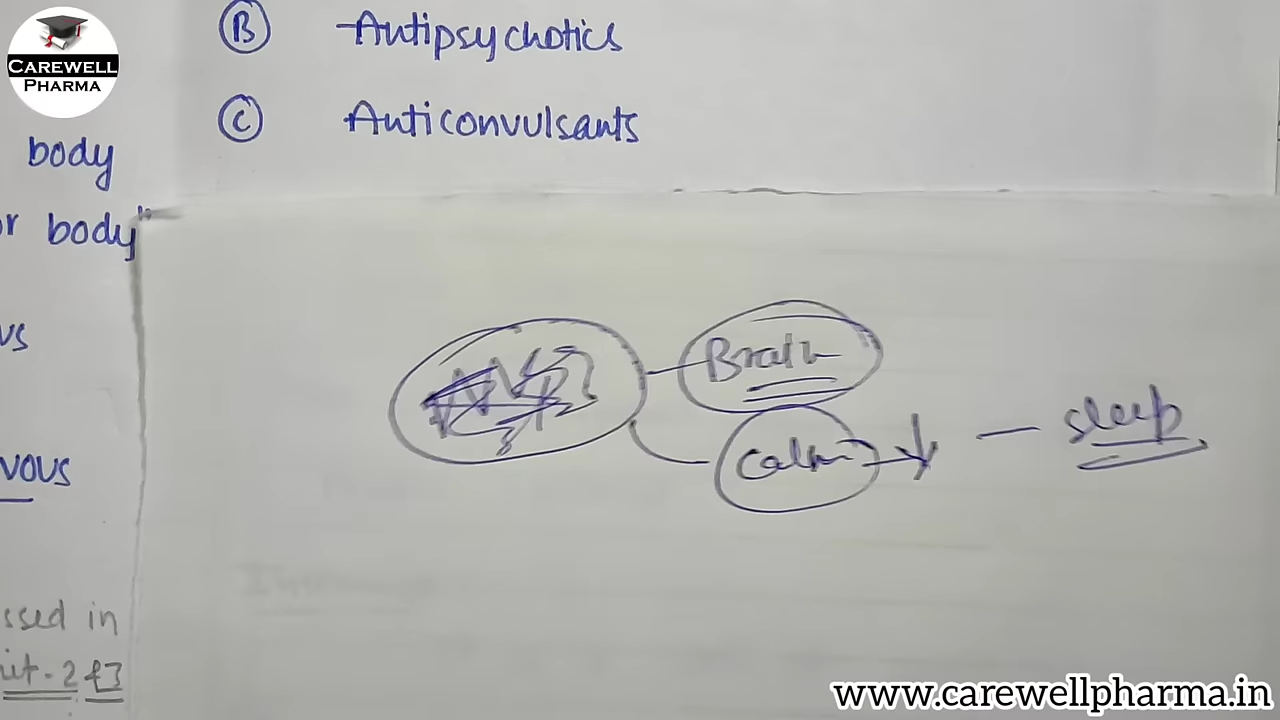 CAREWELL
PHARMA
B Antipsychotics
C Anticonvulsants
body
or body"
vs
vous
ssed in
it-2 &3
Brain
calm ↓ — sleep
www.carewellpharma.in